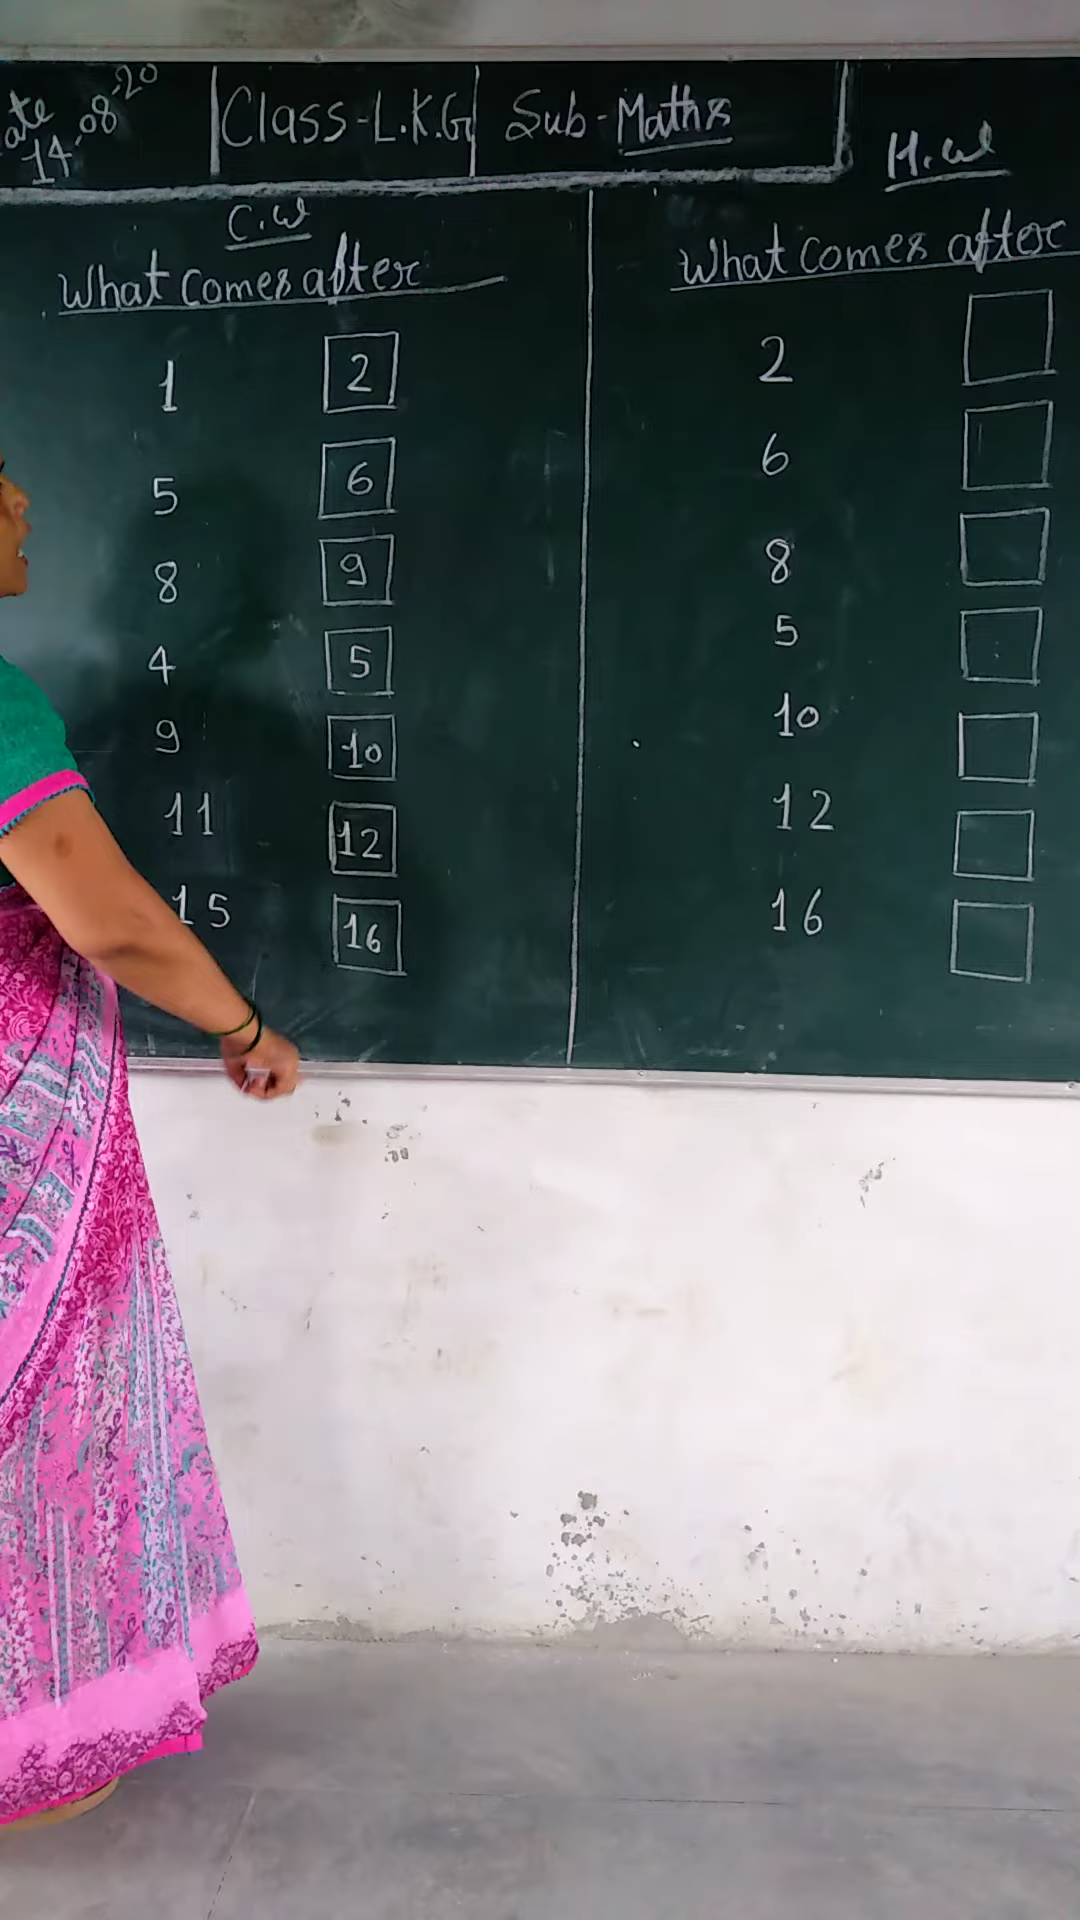 ate
14-08-20
Class-L.K.G
Sub-Maths
C.W
What comes after
1 2
5 6
8 9
4 5
9 10
11 12
15 16
H.W
What comes after
2
6
8
5
10
12
16